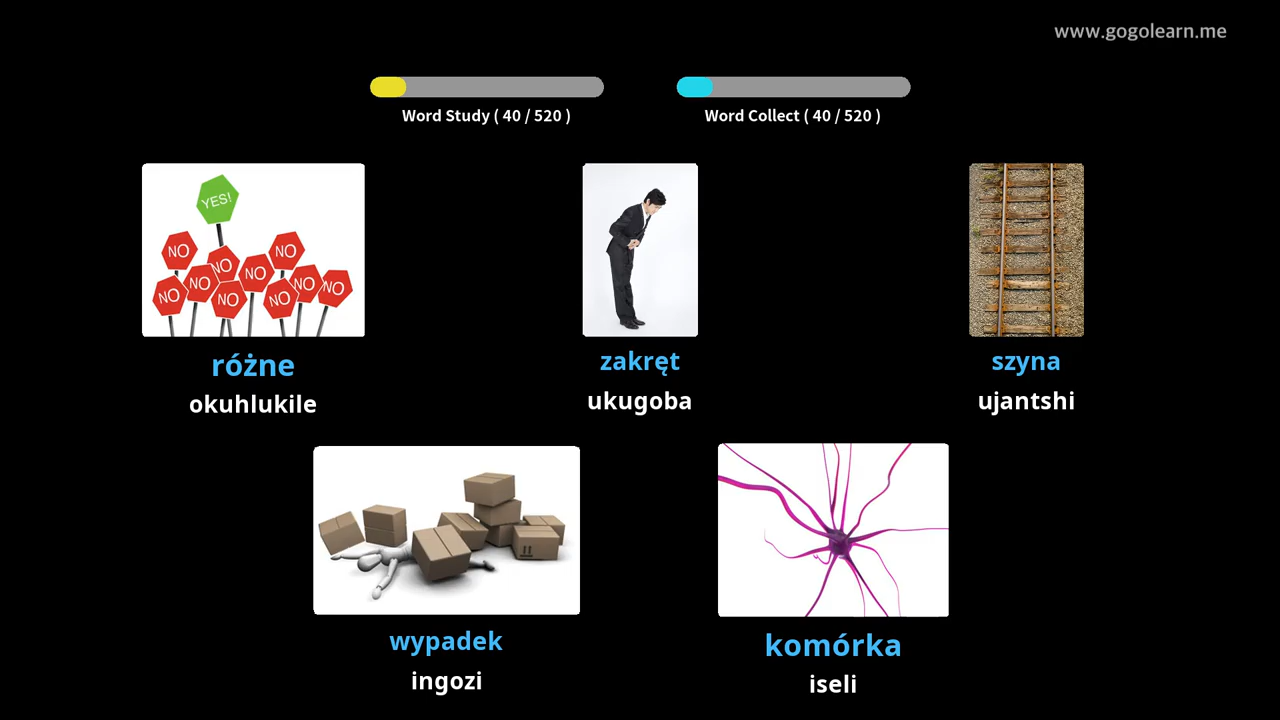 www.gogolearn.me
Word Study ( 40 / 520 )
Word Collect ( 40 / 520 )
YES!
NO
NO
NO
NO
NO
NO
NO
NO
NO
NO
różne
okuhlukile
zakręt
ukugoba
szyna
ujantshi
wypadek
ingozi
komórka
iseli